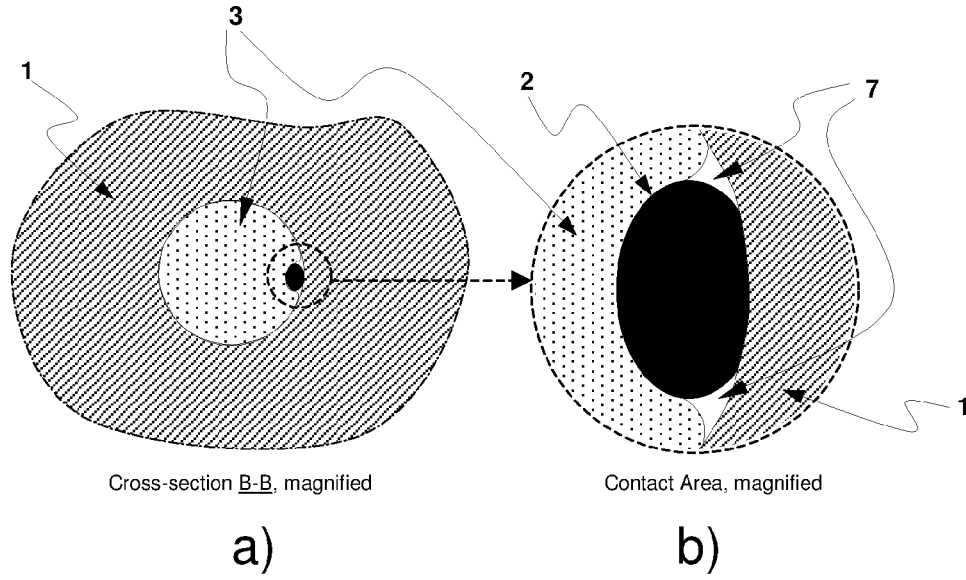 3
1
2
7
1
Cross-section B-B, magnified
Contact Area, magnified
a)
b)